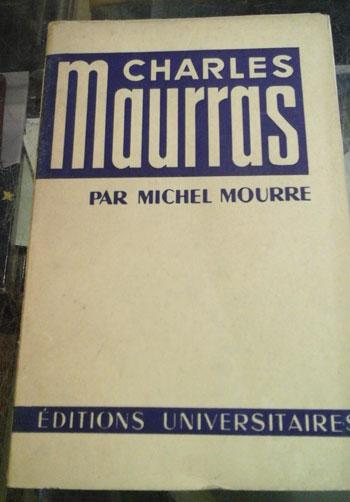 CHARLES
maurras
PAR MICHEL MOURRE
ÉDITIONS UNIVERSITAIRES